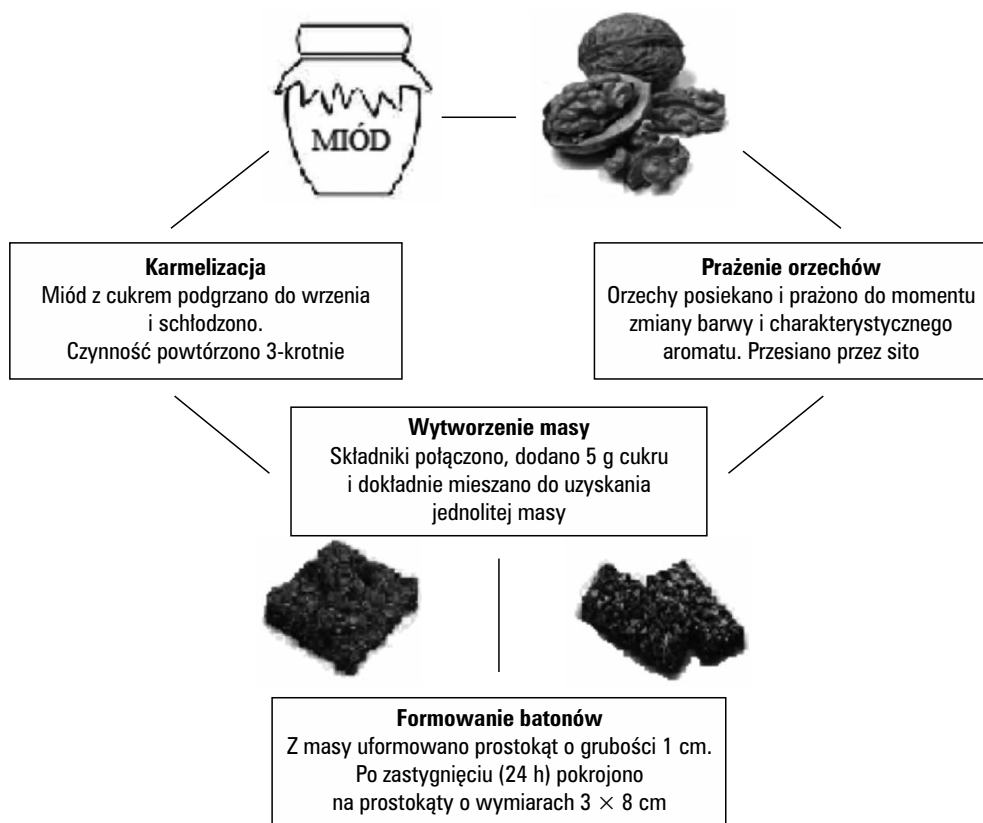 MIÓD
Karmelizacja
Miód z cukrem podgrzano do wrzenia
i schłodzono.
Czynność powtórzono 3-krotnie
Prażenie orzechów
Orzechy posiekano i prażono do momentu
zmiany barwy i charakterystycznego
aromatu. Przesiano przez sito
Wytworzenie masy
Składniki połączono, dodano 5 g cukru
i dokładnie mieszano do uzyskania
jednolitej masy
Formowanie batonów
Z masy uformowano prostokąt o grubości 1 cm.
Po zastygnięciu (24 h) pokrojono
na prostokąty o wymiarach 3 × 8 cm